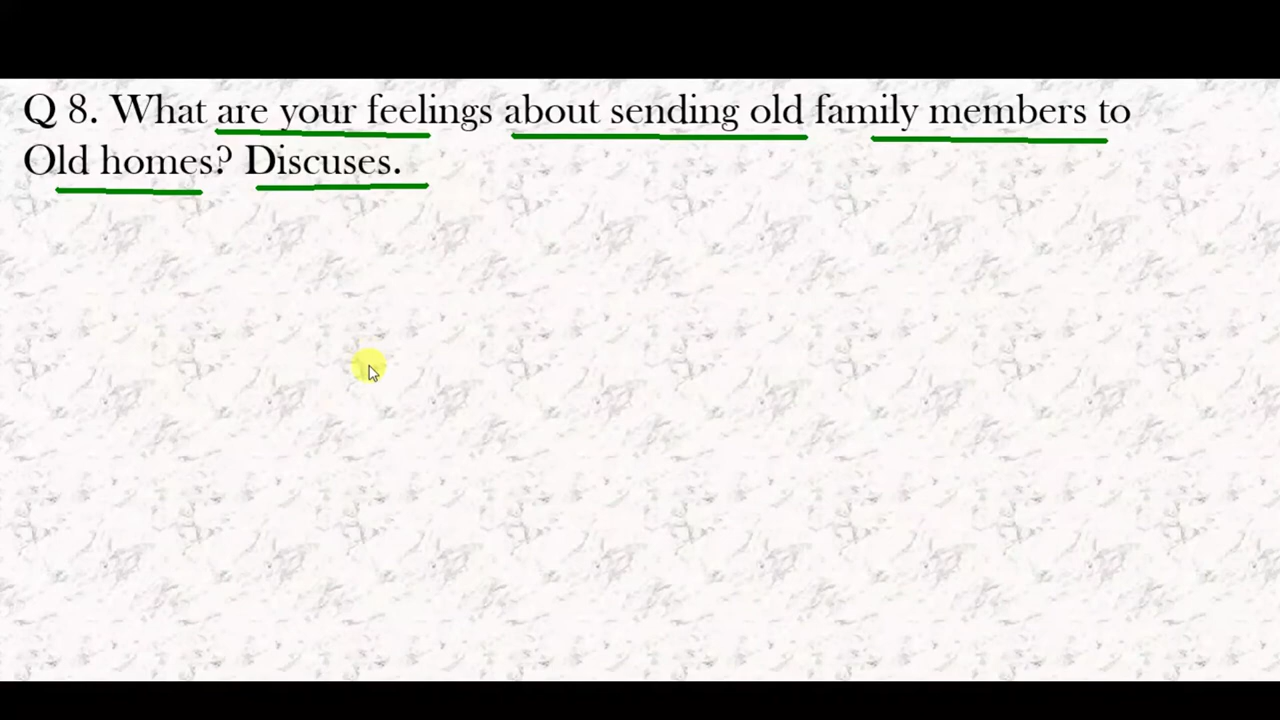 Q 8. What are your feelings about sending old family members to
Old homes? Discuses.